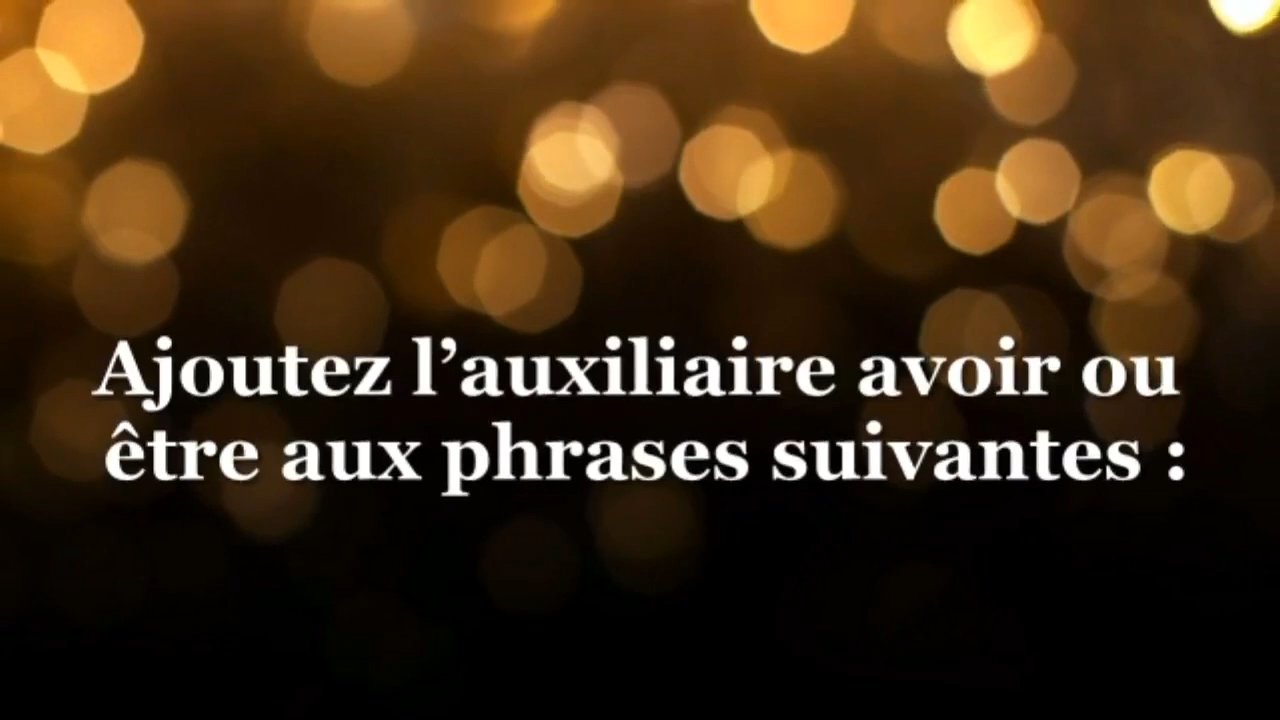 Ajoutez l’auxiliaire avoir ou
être aux phrases suivantes :